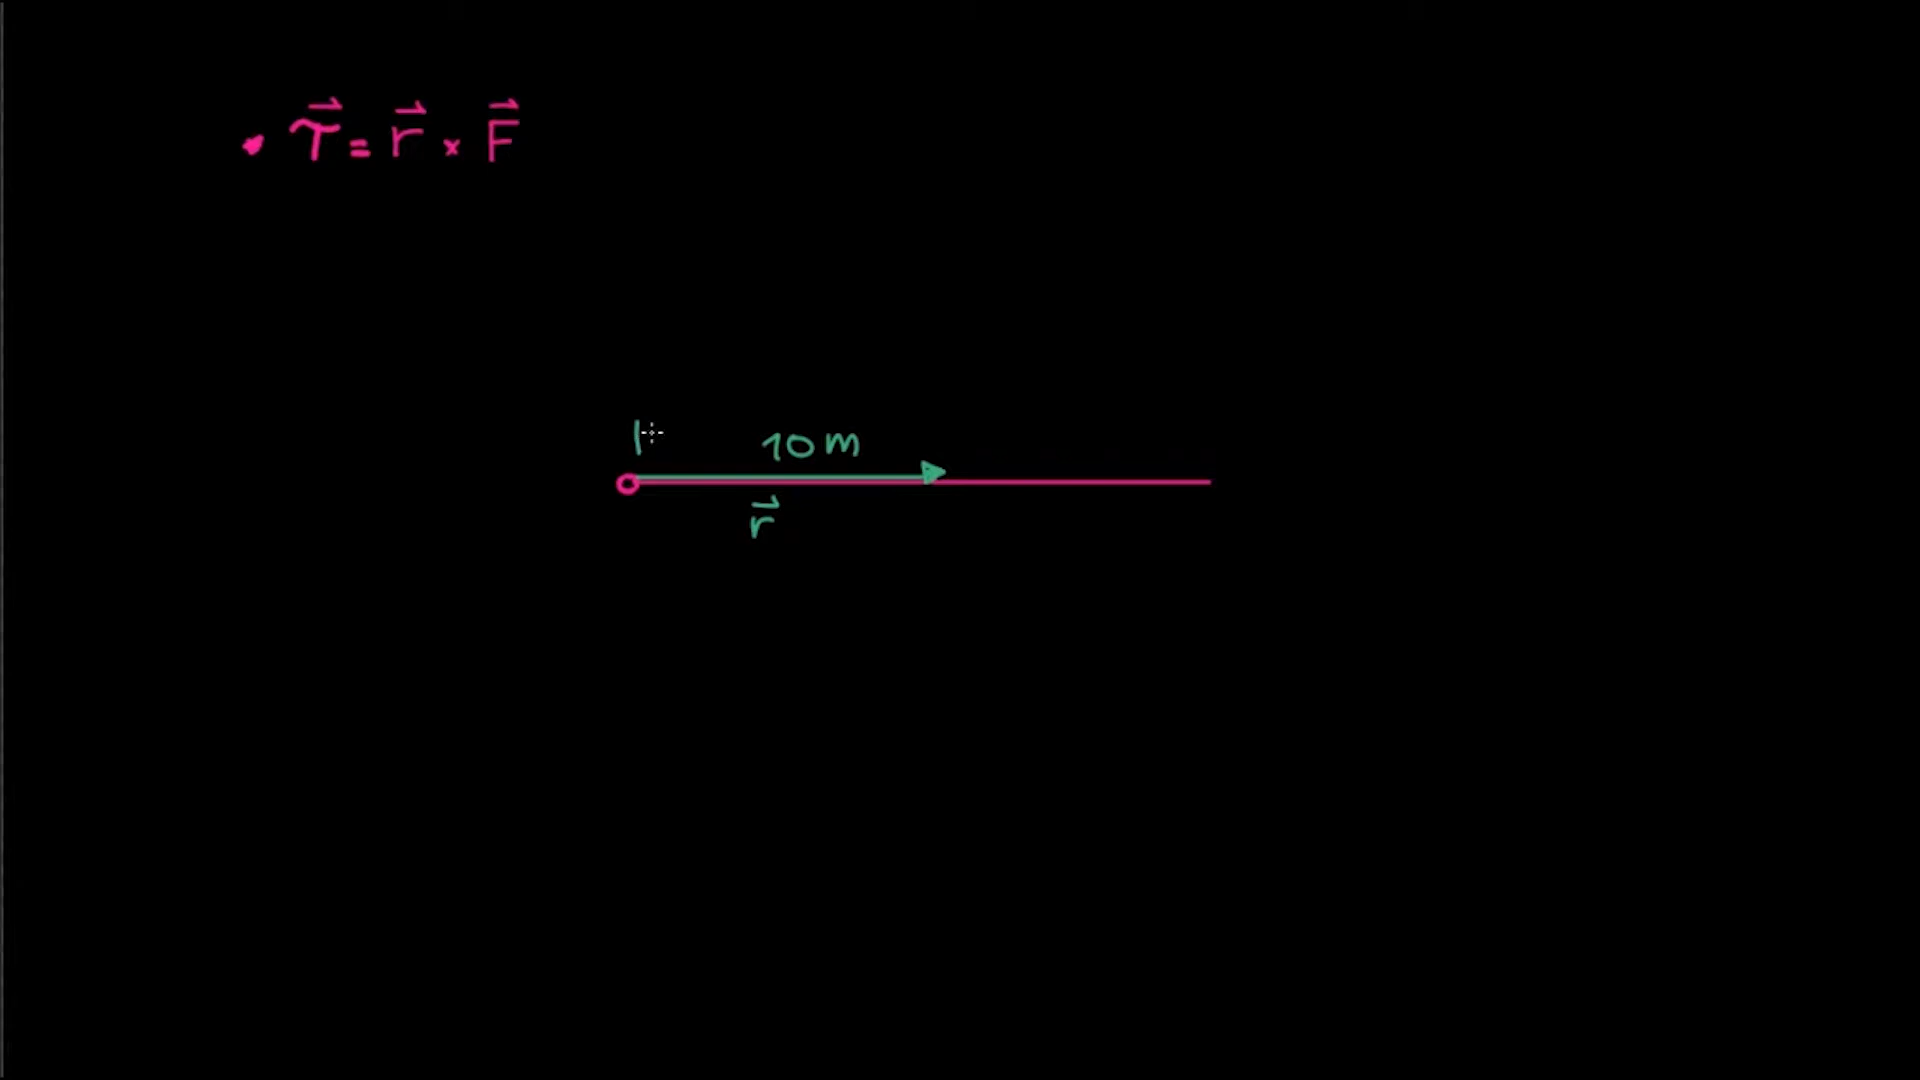 • τ⃗ = r⃗ × F⃗
10 m
r⃗